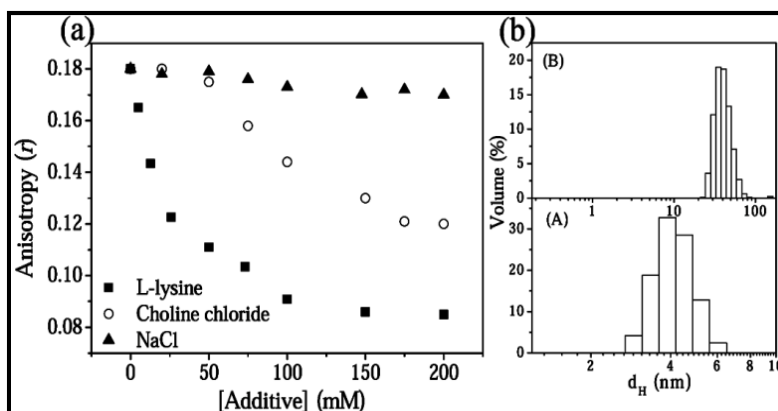 (a)
0.18
0.16
0.14
0.12
0.10
0.08
Anisotropy (r)
L-lysine
Choline chloride
NaCl
0 50 100 150 200
[Additive] (mM)
(b)
(B)
20
15
10
5
0
1 10 100
Volume (%)
(A)
30
20
10
0
2 4 6 8 10
d_H (nm)